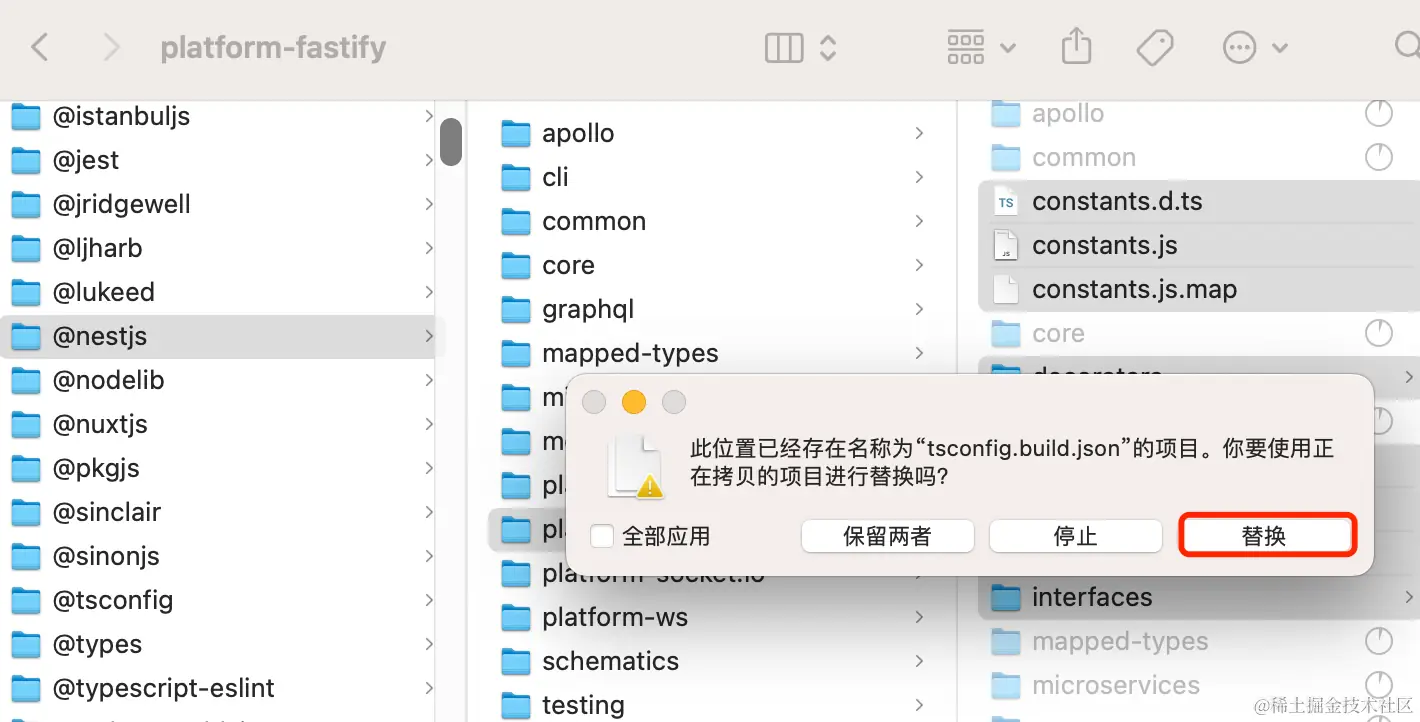 platform-fastify
@istanbuljs
@jest
@jridgewell
@ljharb
@lukeed
@nestjs
@nodelib
@nuxtjs
@pkgjs
@sinclair
@sinonjs
@tsconfig
@types
@typescript-eslint
apollo
cli
common
core
graphql
mapped-types
platform-socket.io
platform-ws
schematics
testing
apollo
common
TS constants.d.ts
JS constants.js
constants.js.map
core
decorators
interfaces
mapped-types
microservices
此位置已经存在名称为“tsconfig.build.json”的项目。你要使用正
在拷贝的项目进行替换吗?
全部应用
保留两者
停止
替换
@稀土掘金技术社区